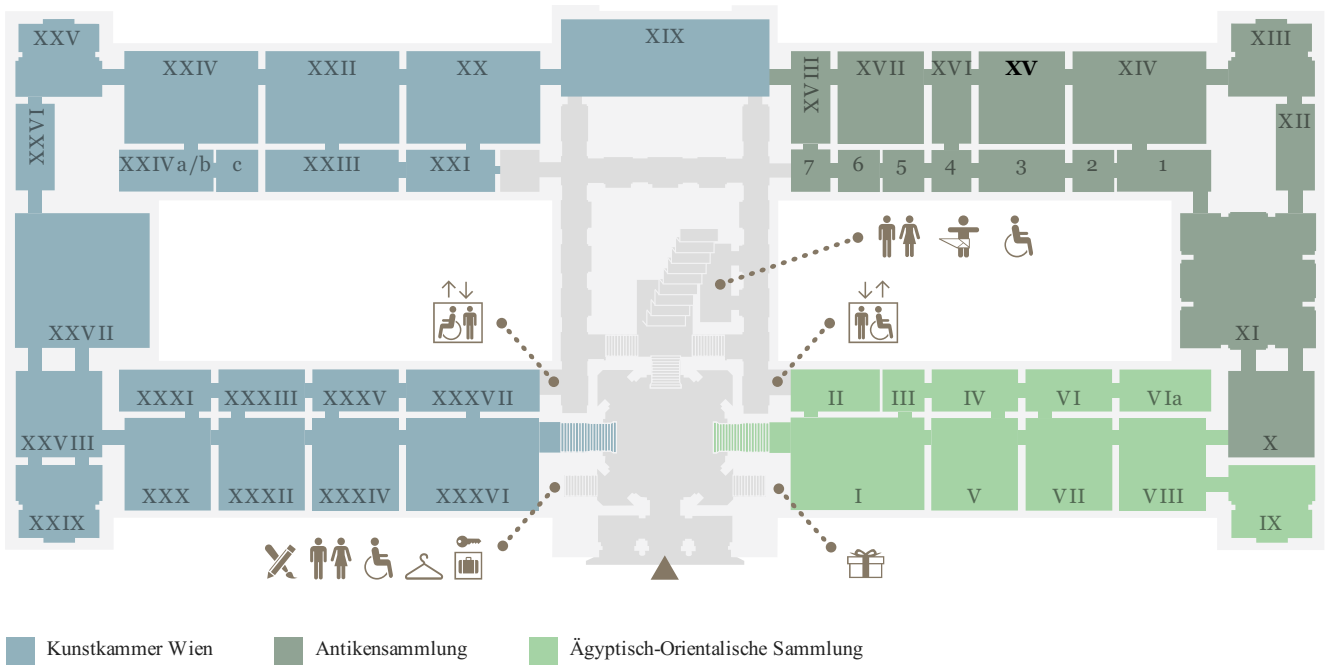 XXV
XXIV
XXII
XX
XIX
XVIII
XVII
XVI
XV
XIV
XIII
XXVI
XII
XXIVa/b
c
XXIII
XXI
7
6
5
4
3
2
1
XXVII
XI
XXXI
XXXIII
XXXV
XXXVII
II
III
IV
VI
VIa
XXVIII
X
XXX
XXXII
XXXIV
XXXVI
I
V
VII
VIII
XXIX
IX
Kunstkammer Wien
Antikensammlung
Ägyptisch-Orientalische Sammlung